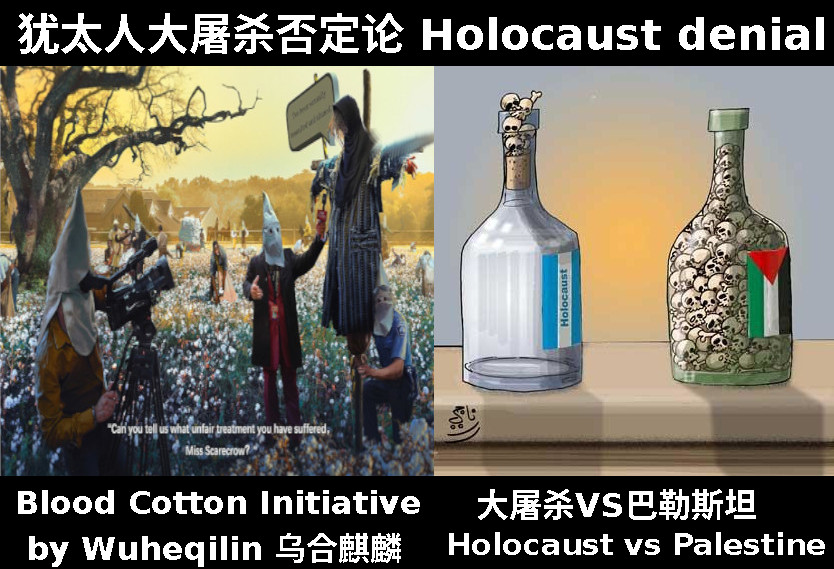 犹太人大屠杀否定论 Holocaust denial
"Can you tell us what unfair treatment you have suffered,
Miss Scarecrow?"
Holocaust
Blood Cotton Initiative
by Wuheqilin 乌合麒麟
大屠杀VS巴勒斯坦
Holocaust vs Palestine